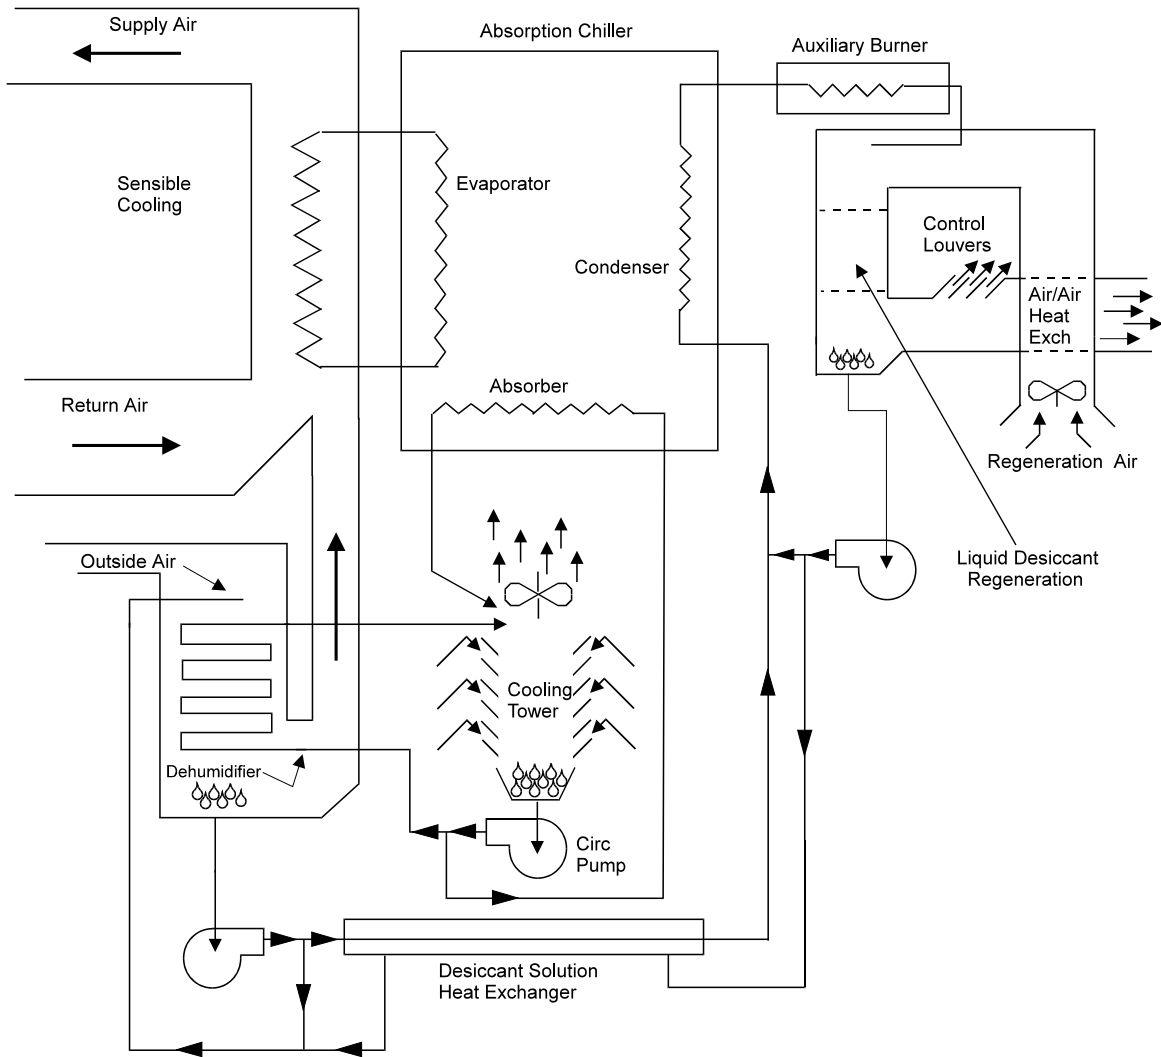 Supply Air
Absorption Chiller
Auxiliary Burner
Sensible
Cooling
Evaporator
Control
Louvers
Condenser
Air/Air
Heat
Exch
Absorber
Return Air
Regeneration Air
Outside Air
Liquid Desiccant
Regeneration
Cooling
Tower
Dehumidifier
Circ
Pump
Desiccant Solution
Heat Exchanger